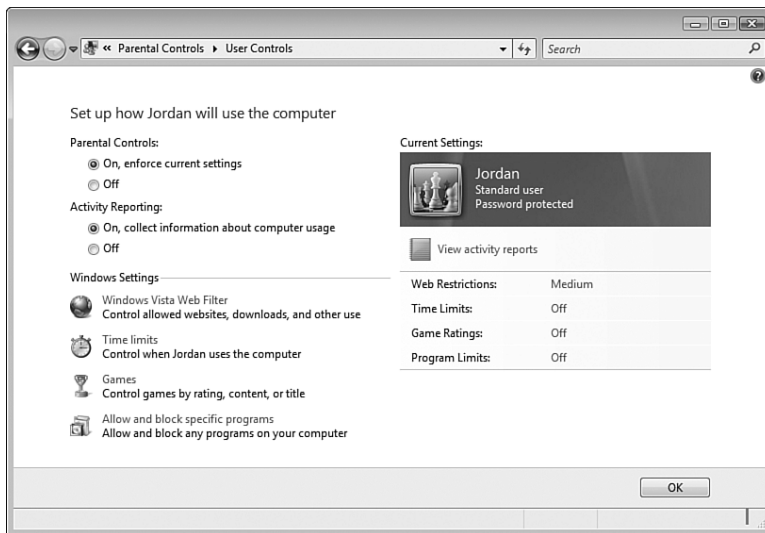 « Parental Controls ▸ User Controls
Search
Set up how Jordan will use the computer
Parental Controls:
On, enforce current settings
Off
Activity Reporting:
On, collect information about computer usage
Off
Windows Settings
Windows Vista Web Filter
Control allowed websites, downloads, and other use
Time limits
Control when Jordan uses the computer
Games
Control games by rating, content, or title
Allow and block specific programs
Allow and block any programs on your computer
Current Settings:
Jordan
Standard user
Password protected
View activity reports
Web Restrictions: Medium
Time Limits: Off
Game Ratings: Off
Program Limits: Off
OK